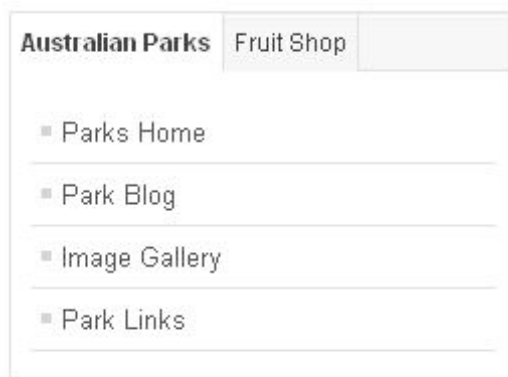 Australian Parks Fruit Shop
Parks Home
Park Blog
Image Gallery
Park Links